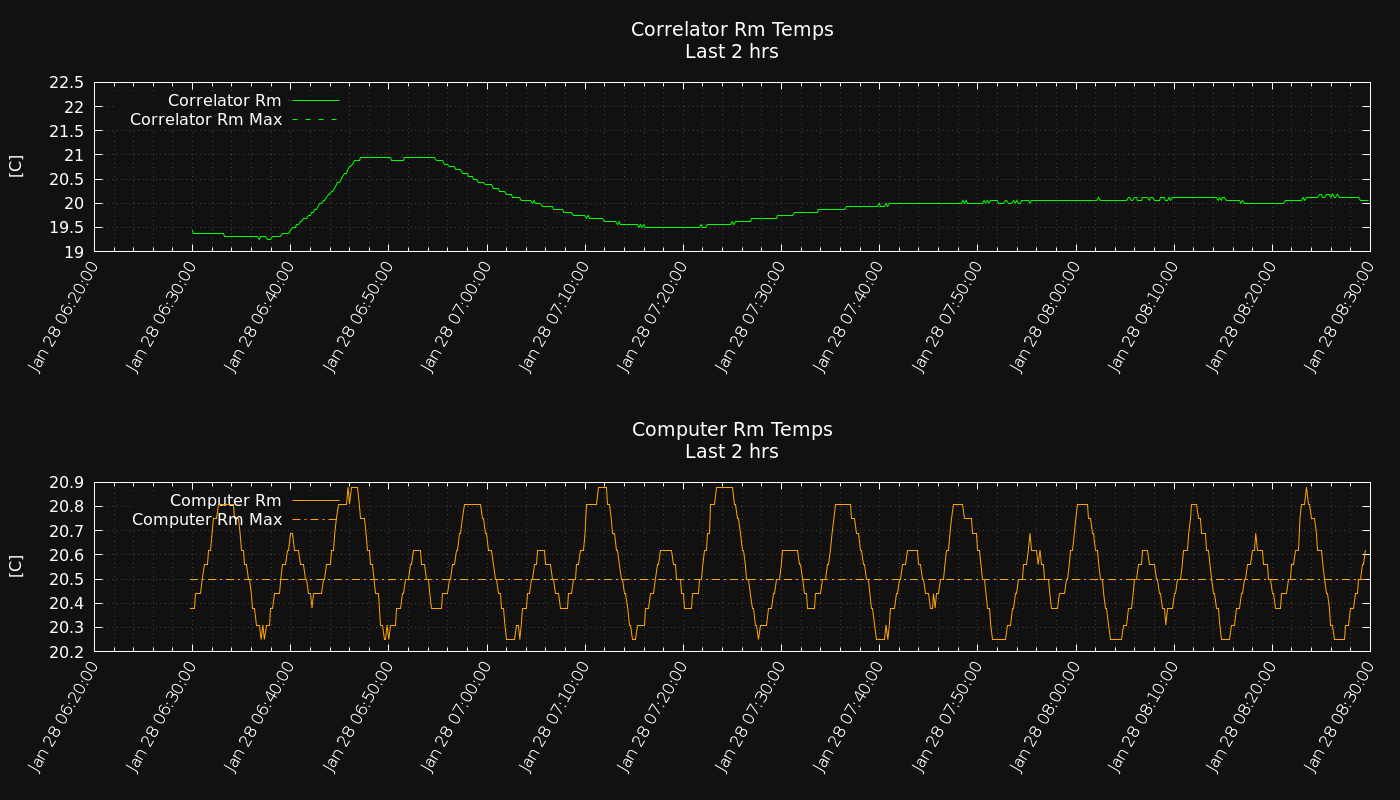 Correlator Rm Temps
Last 2 hrs
22.5
22
21.5
21
20.5
20
19.5
19
[C]
Correlator Rm
Correlator Rm Max
Jan 28 06:20:00
Jan 28 06:30:00
Jan 28 06:40:00
Jan 28 06:50:00
Jan 28 07:00:00
Jan 28 07:10:00
Jan 28 07:20:00
Jan 28 07:30:00
Jan 28 07:40:00
Jan 28 07:50:00
Jan 28 08:00:00
Jan 28 08:10:00
Jan 28 08:20:00
Jan 28 08:30:00
Computer Rm Temps
Last 2 hrs
20.9
20.8
20.7
20.6
20.5
20.4
20.3
20.2
[C]
Computer Rm
Computer Rm Max
Jan 28 06:20:00
Jan 28 06:30:00
Jan 28 06:40:00
Jan 28 06:50:00
Jan 28 07:00:00
Jan 28 07:10:00
Jan 28 07:20:00
Jan 28 07:30:00
Jan 28 07:40:00
Jan 28 07:50:00
Jan 28 08:00:00
Jan 28 08:10:00
Jan 28 08:20:00
Jan 28 08:30:00